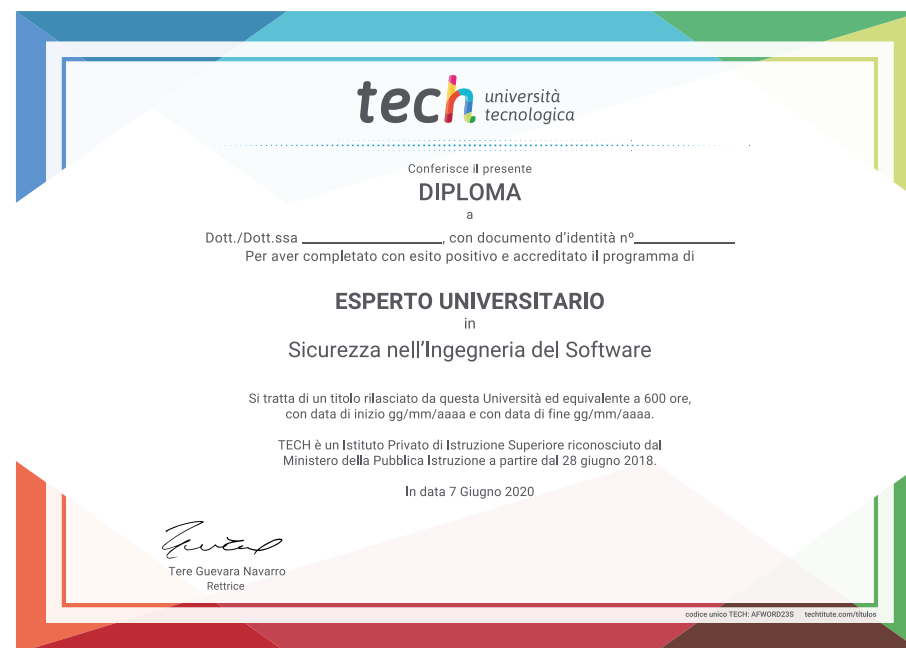 tech università
tecnologica
Conferisce il presente
DIPLOMA
a
Dott./Dott.ssa ____________________, con documento d'identità nº______________
Per aver completato con esito positivo e accreditato il programma di
ESPERTO UNIVERSITARIO
in
Sicurezza nell'Ingegneria del Software
Si tratta di un titolo rilasciato da questa Università ed equivalente a 600 ore,
con data di inizio gg/mm/aaaa e con data di fine gg/mm/aaaa.
TECH è un Istituto Privato di Istruzione Superiore riconosciuto dal
Ministero della Pubblica Istruzione a partire dal 28 giugno 2018.
In data 7 Giugno 2020
Tere Guevara Navarro
Rettrice
codice unico TECH: AFWORD23S techtitute.com/titulos